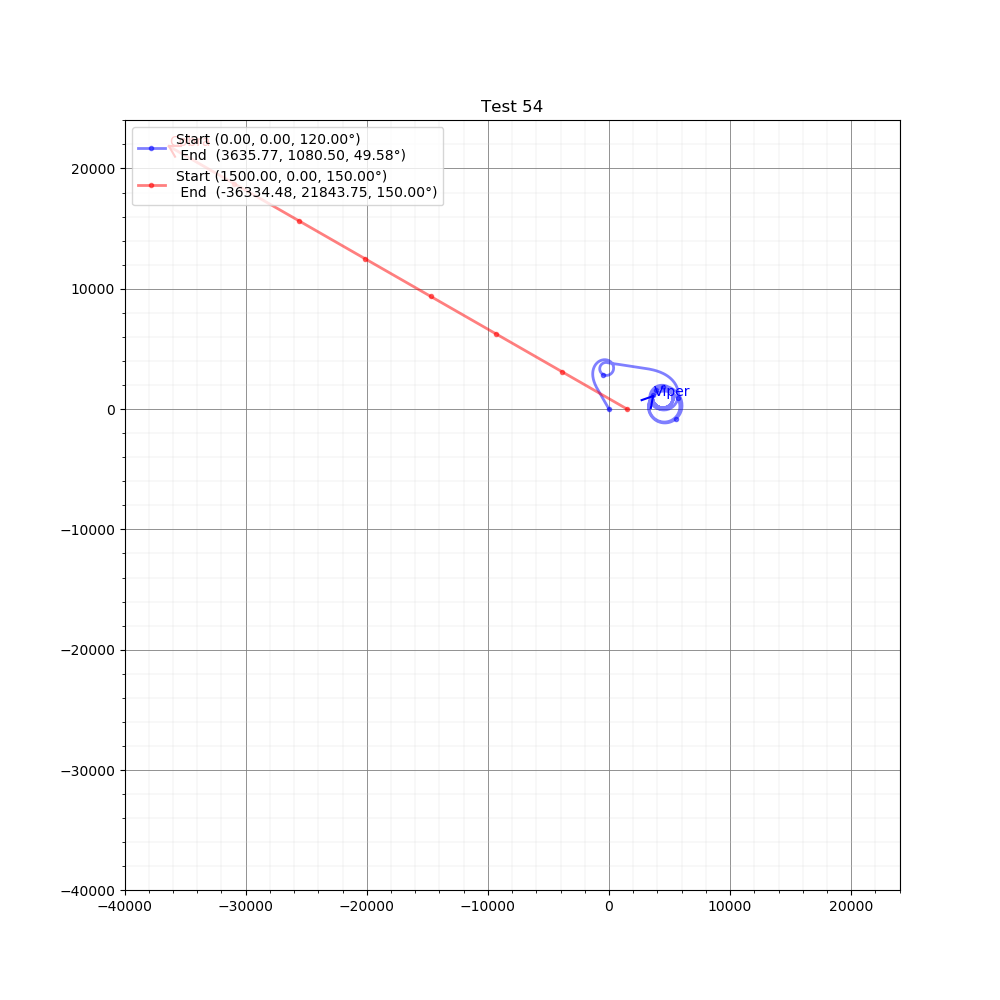 Test 54
Start (0.00, 0.00, 120.00°)
End (3635.77, 1080.50, 49.58°)
Start (1500.00, 0.00, 150.00°)
End (-36334.48, 21843.75, 150.00°)
Viper
20000
10000
0
−10000
−20000
−30000
−40000
−40000 −30000 −20000 −10000 0 10000 20000